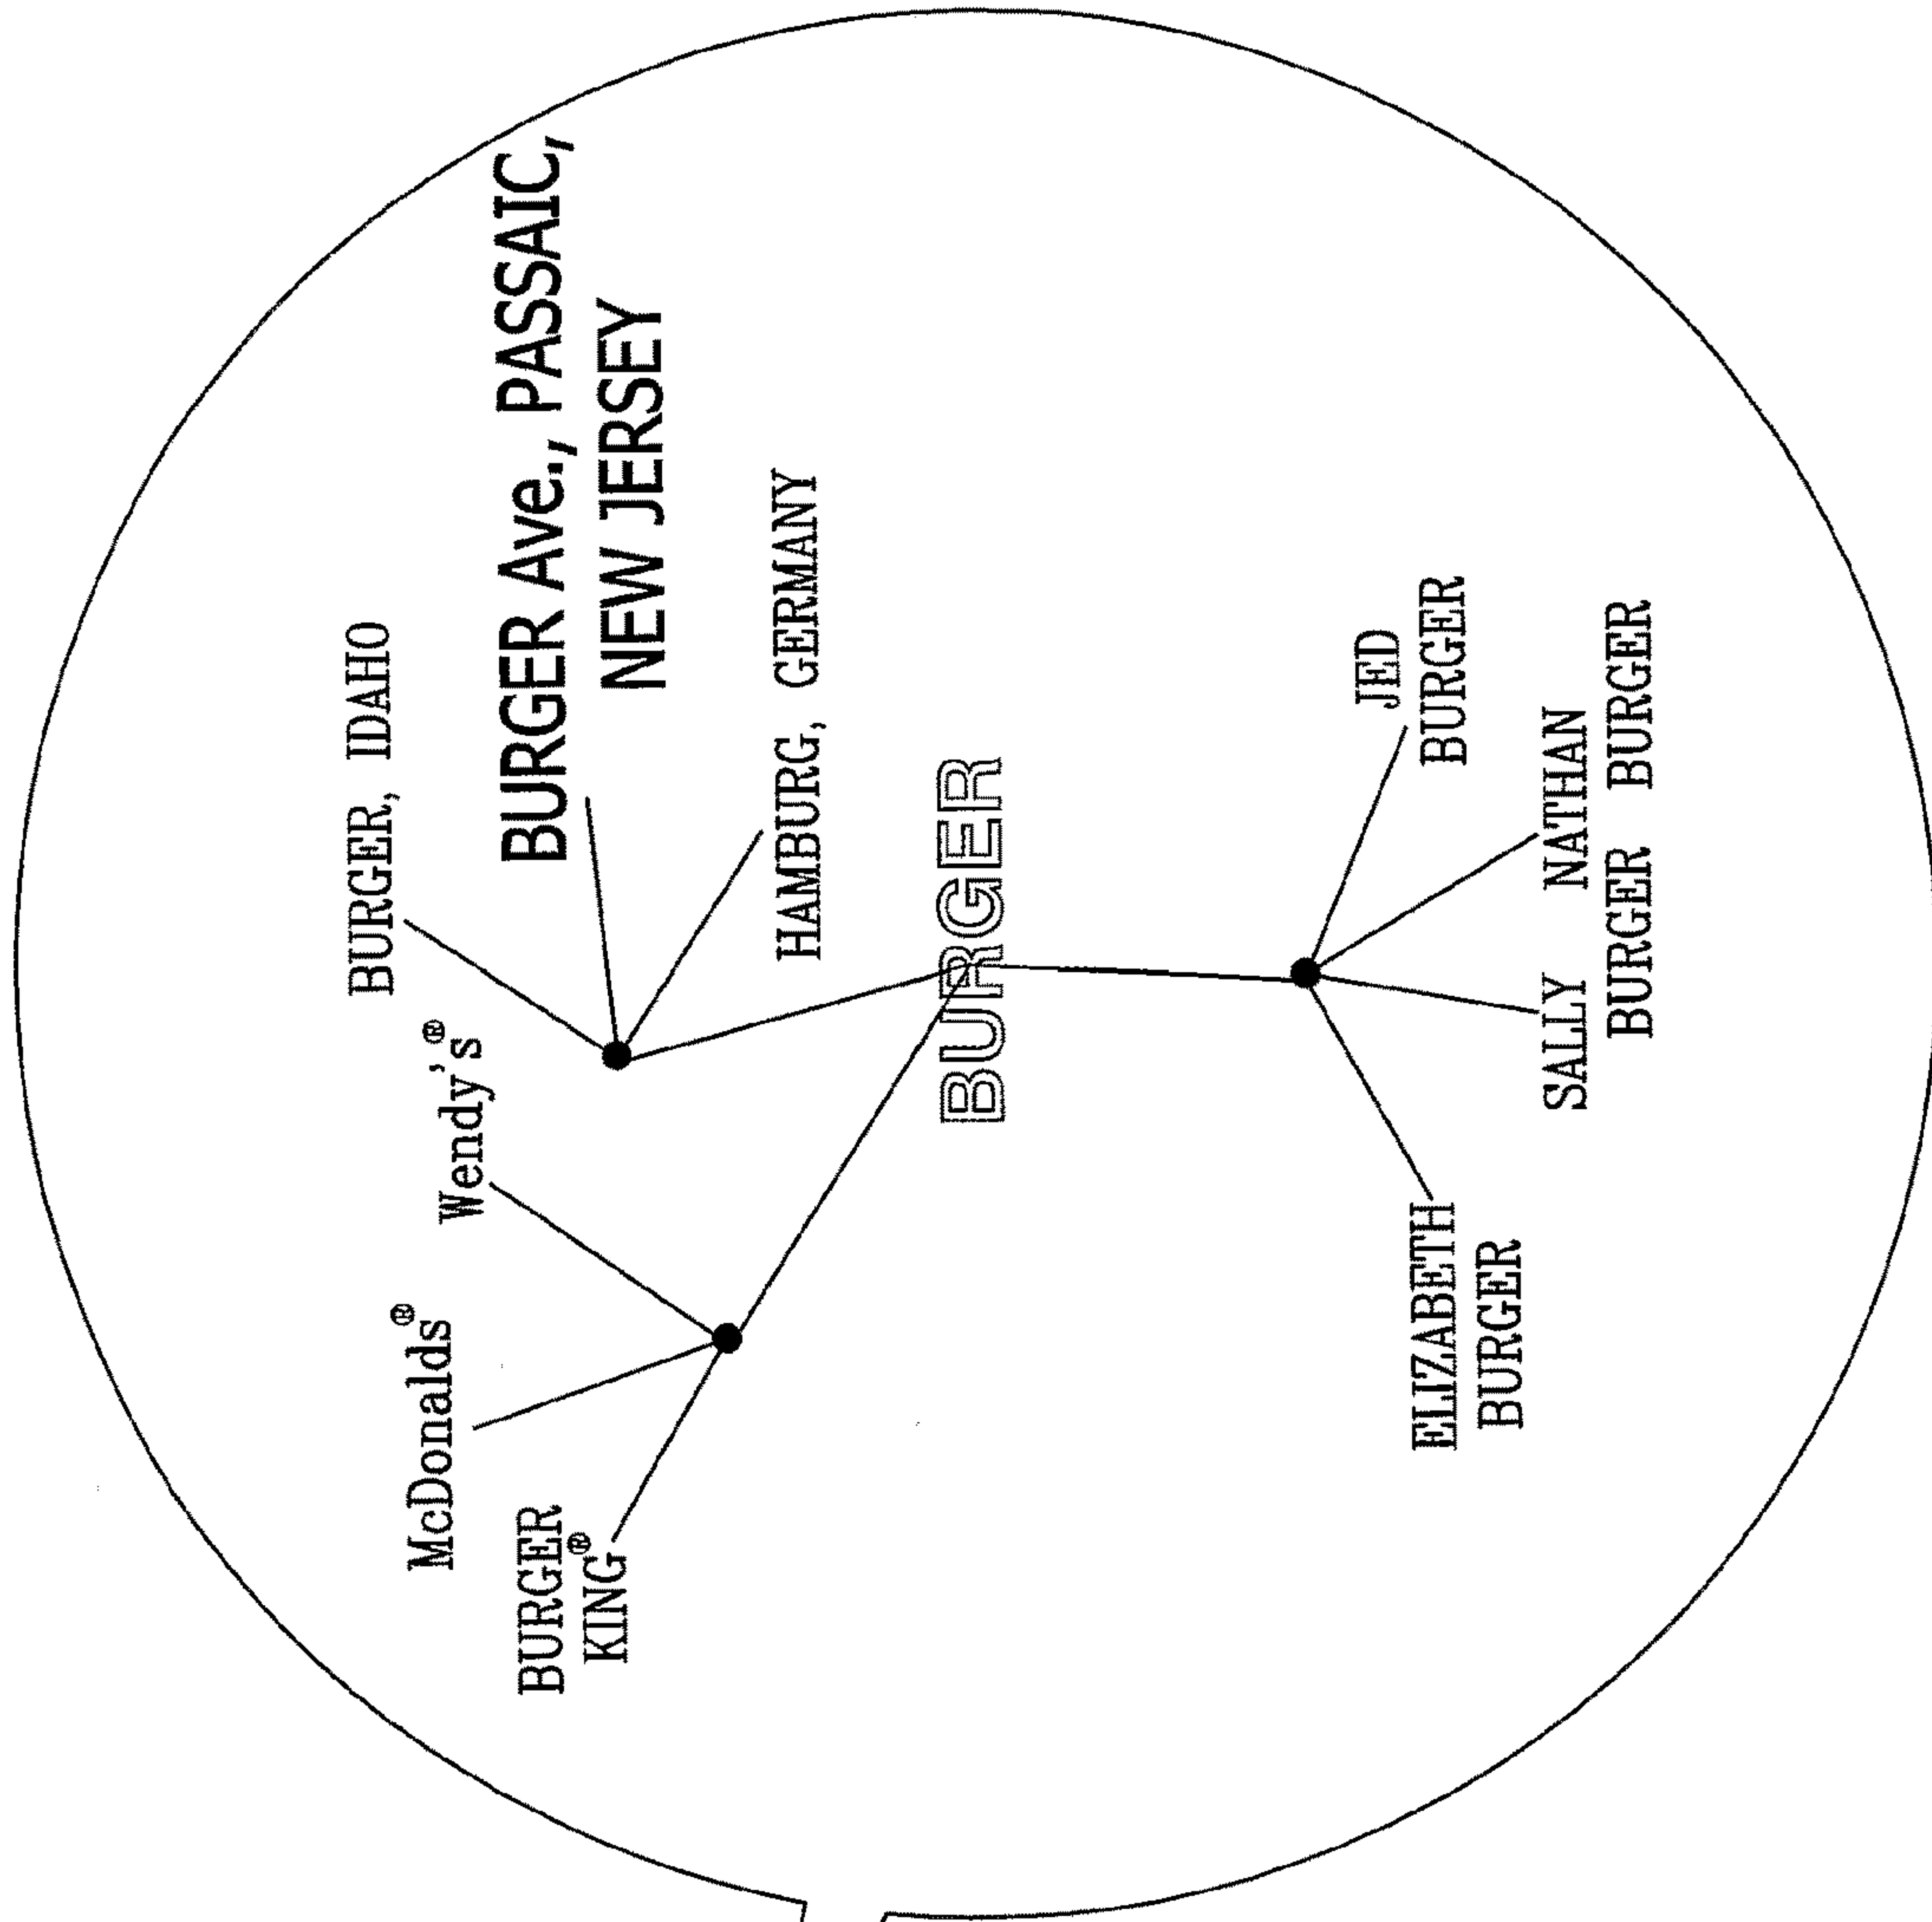 BURGER, IDAHO
BURGER Ave., PASSAIC,
NEW JERSEY
HAMBURG, GERMANY
Wendy's®
McDonalds®
BURGER
KING®
BURGER
JED
BURGER
SALLY NATHAN
BURGER BURGER
ELIZABETH
BURGER